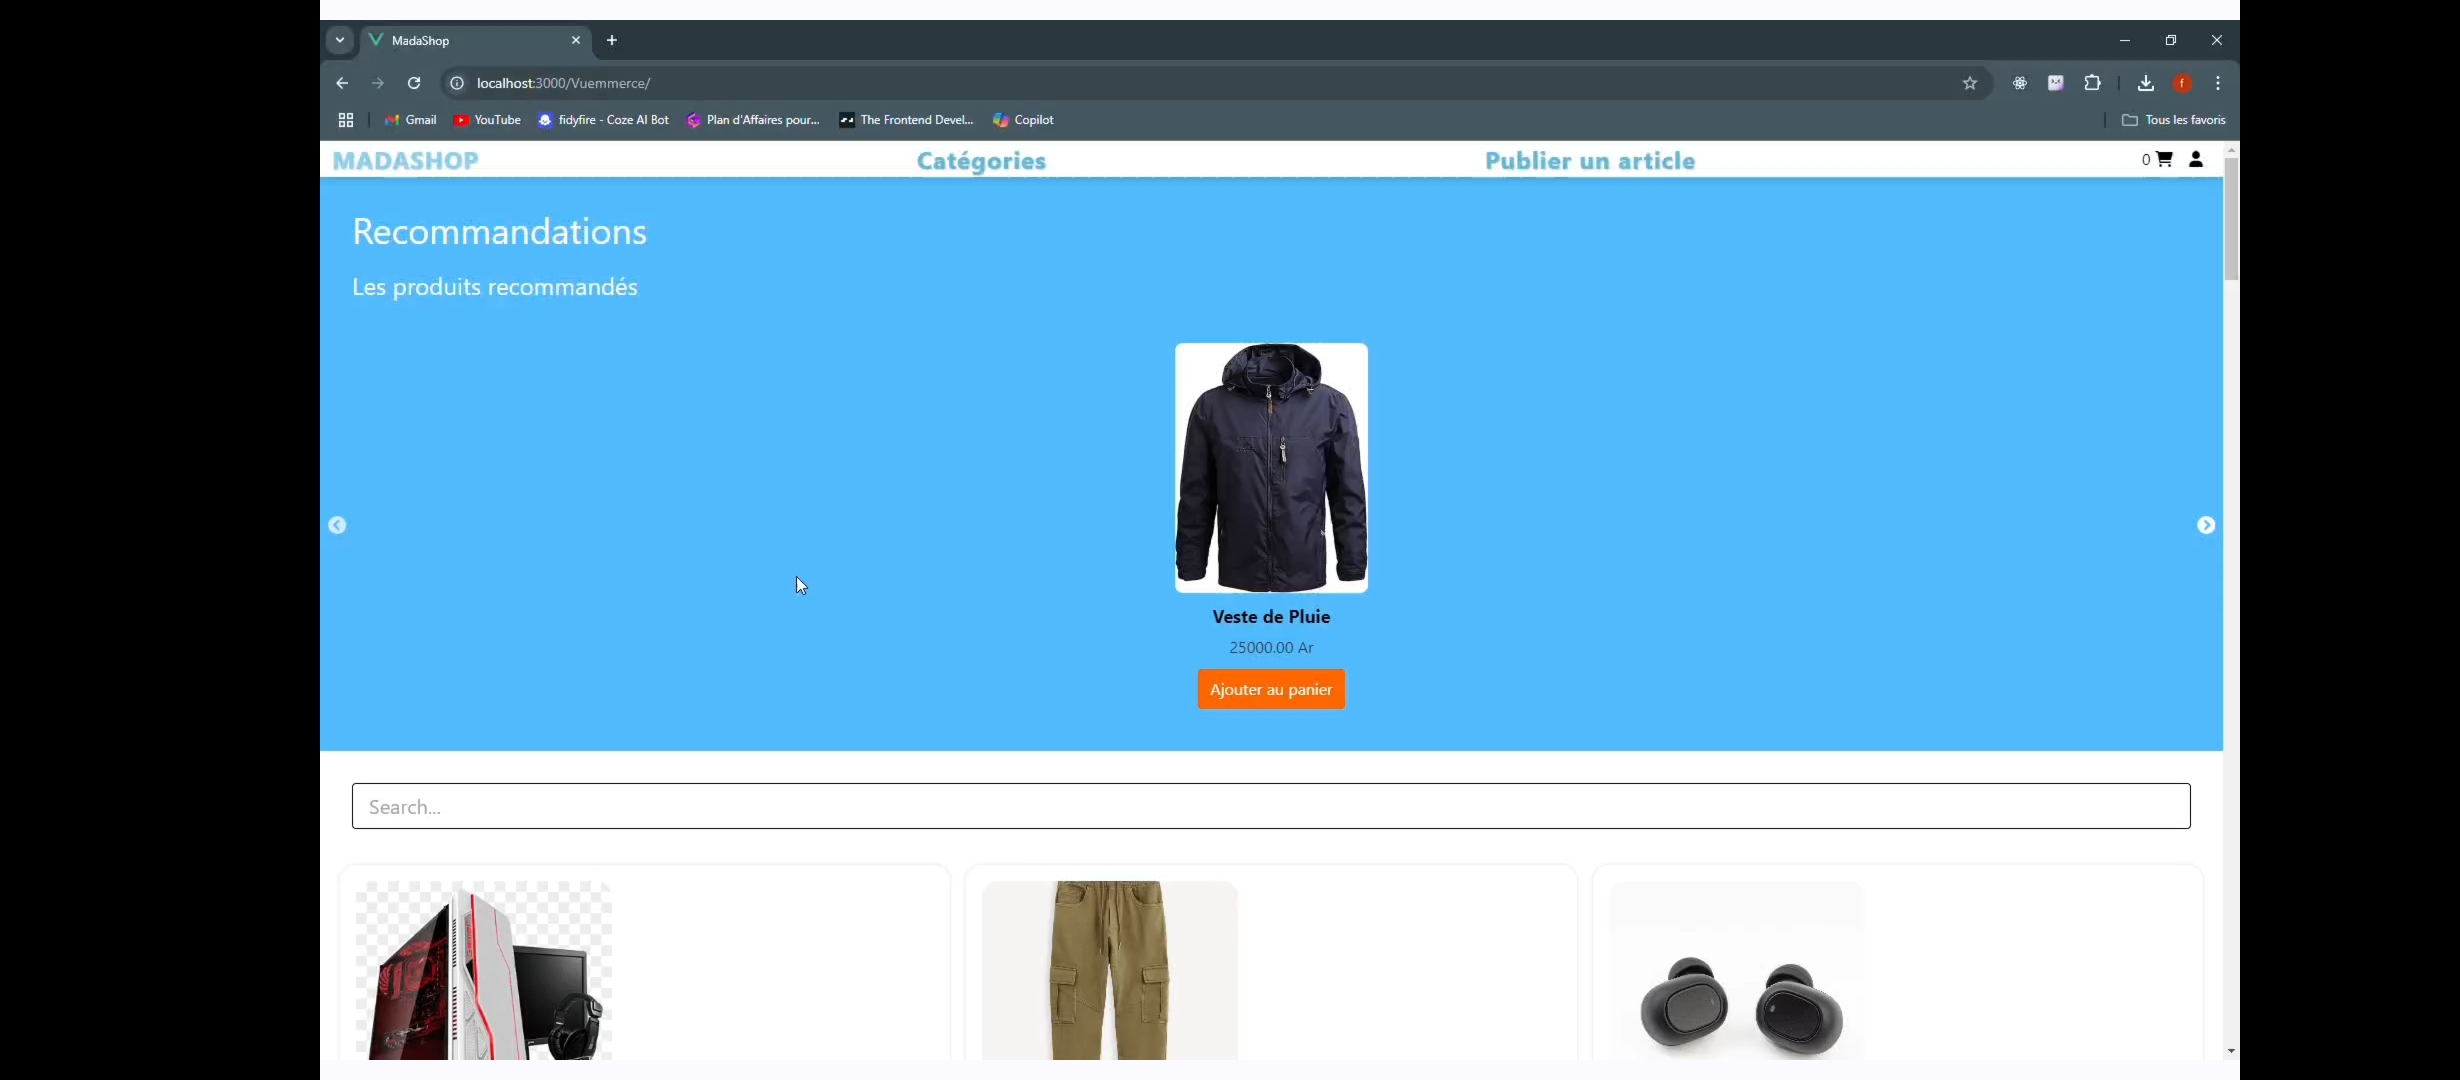 MadaShop
localhost:3000/Vuemmerce/
Gmail
YouTube
fidyfire - Coze AI Bot
Plan d'Affaires pour...
The Frontend Devel...
Copilot
Tous les favoris
MADASHOP
Catégories
Publier un article
0
Recommandations
Les produits recommandés
Veste de Pluie
25000.00 Ar
Ajouter au panier
Search...